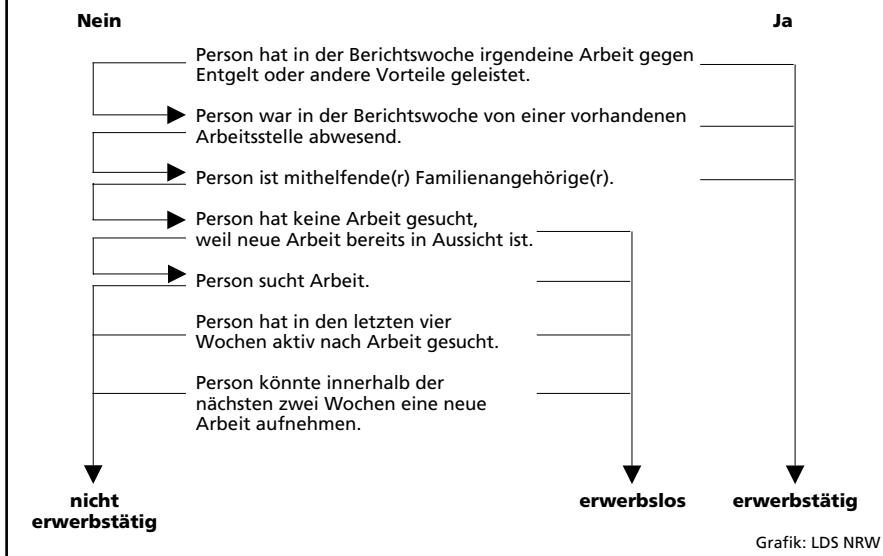 Nein
Ja
Person hat in der Berichtswoche irgendeine Arbeit gegen
Entgelt oder andere Vorteile geleistet.
Person war in der Berichtswoche von einer vorhandenen
Arbeitsstelle abwesend.
Person ist mithelfende(r) Familienangehörige(r).
Person hat keine Arbeit gesucht,
weil neue Arbeit bereits in Aussicht ist.
Person sucht Arbeit.
Person hat in den letzten vier
Wochen aktiv nach Arbeit gesucht.
Person könnte innerhalb der
nächsten zwei Wochen eine neue
Arbeit aufnehmen.
nicht
erwerbstätig
erwerbslos
erwerbstätig
Grafik: LDS NRW